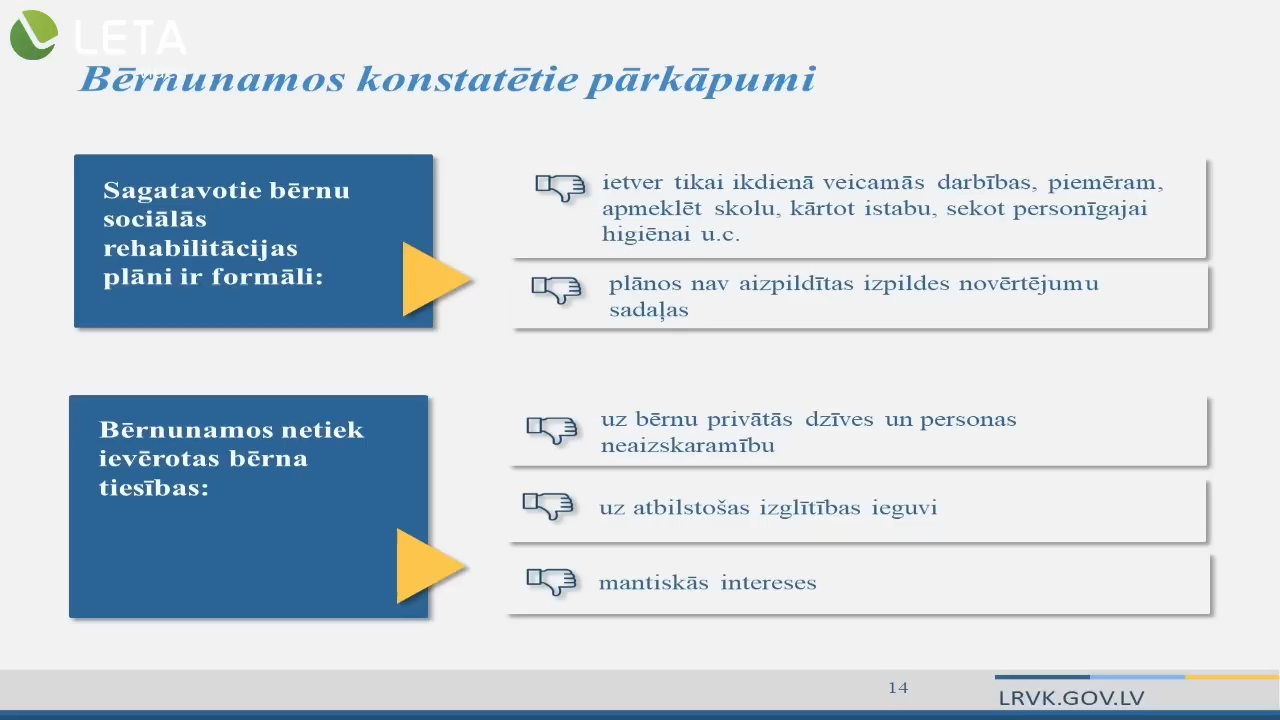 LETA
Bērnunamos konstatētie pārkāpumi
Sagatavotie bērnu
sociālās
rehabilitācijas
plāni ir formāli:
ietver tikai ikdienā veicamās darbības, piemēram,
apmeklēt skolu, kārtot istabu, sekot personīgajai
higiēnai u.c.
plānos nav aizpildītas izpildes novērtējumu
sadaļas
Bērnunamos netiek
ievērotas bērna
tiesības:
uz bērnu privātās dzīves un personas
neaizskaramību
uz atbilstošas izglītības ieguvi
mantiskās intereses
14
LRVK.GOV.LV